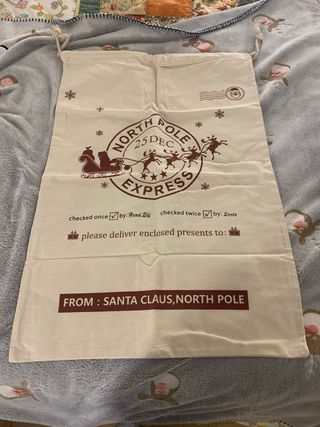 NORTH POLE
25 DEC
EXPRESS
checked once ☑ by: Head Elf checked twice ☑ by: Santa
please deliver enclosed presents to:
FROM : SANTA CLAUS,NORTH POLE